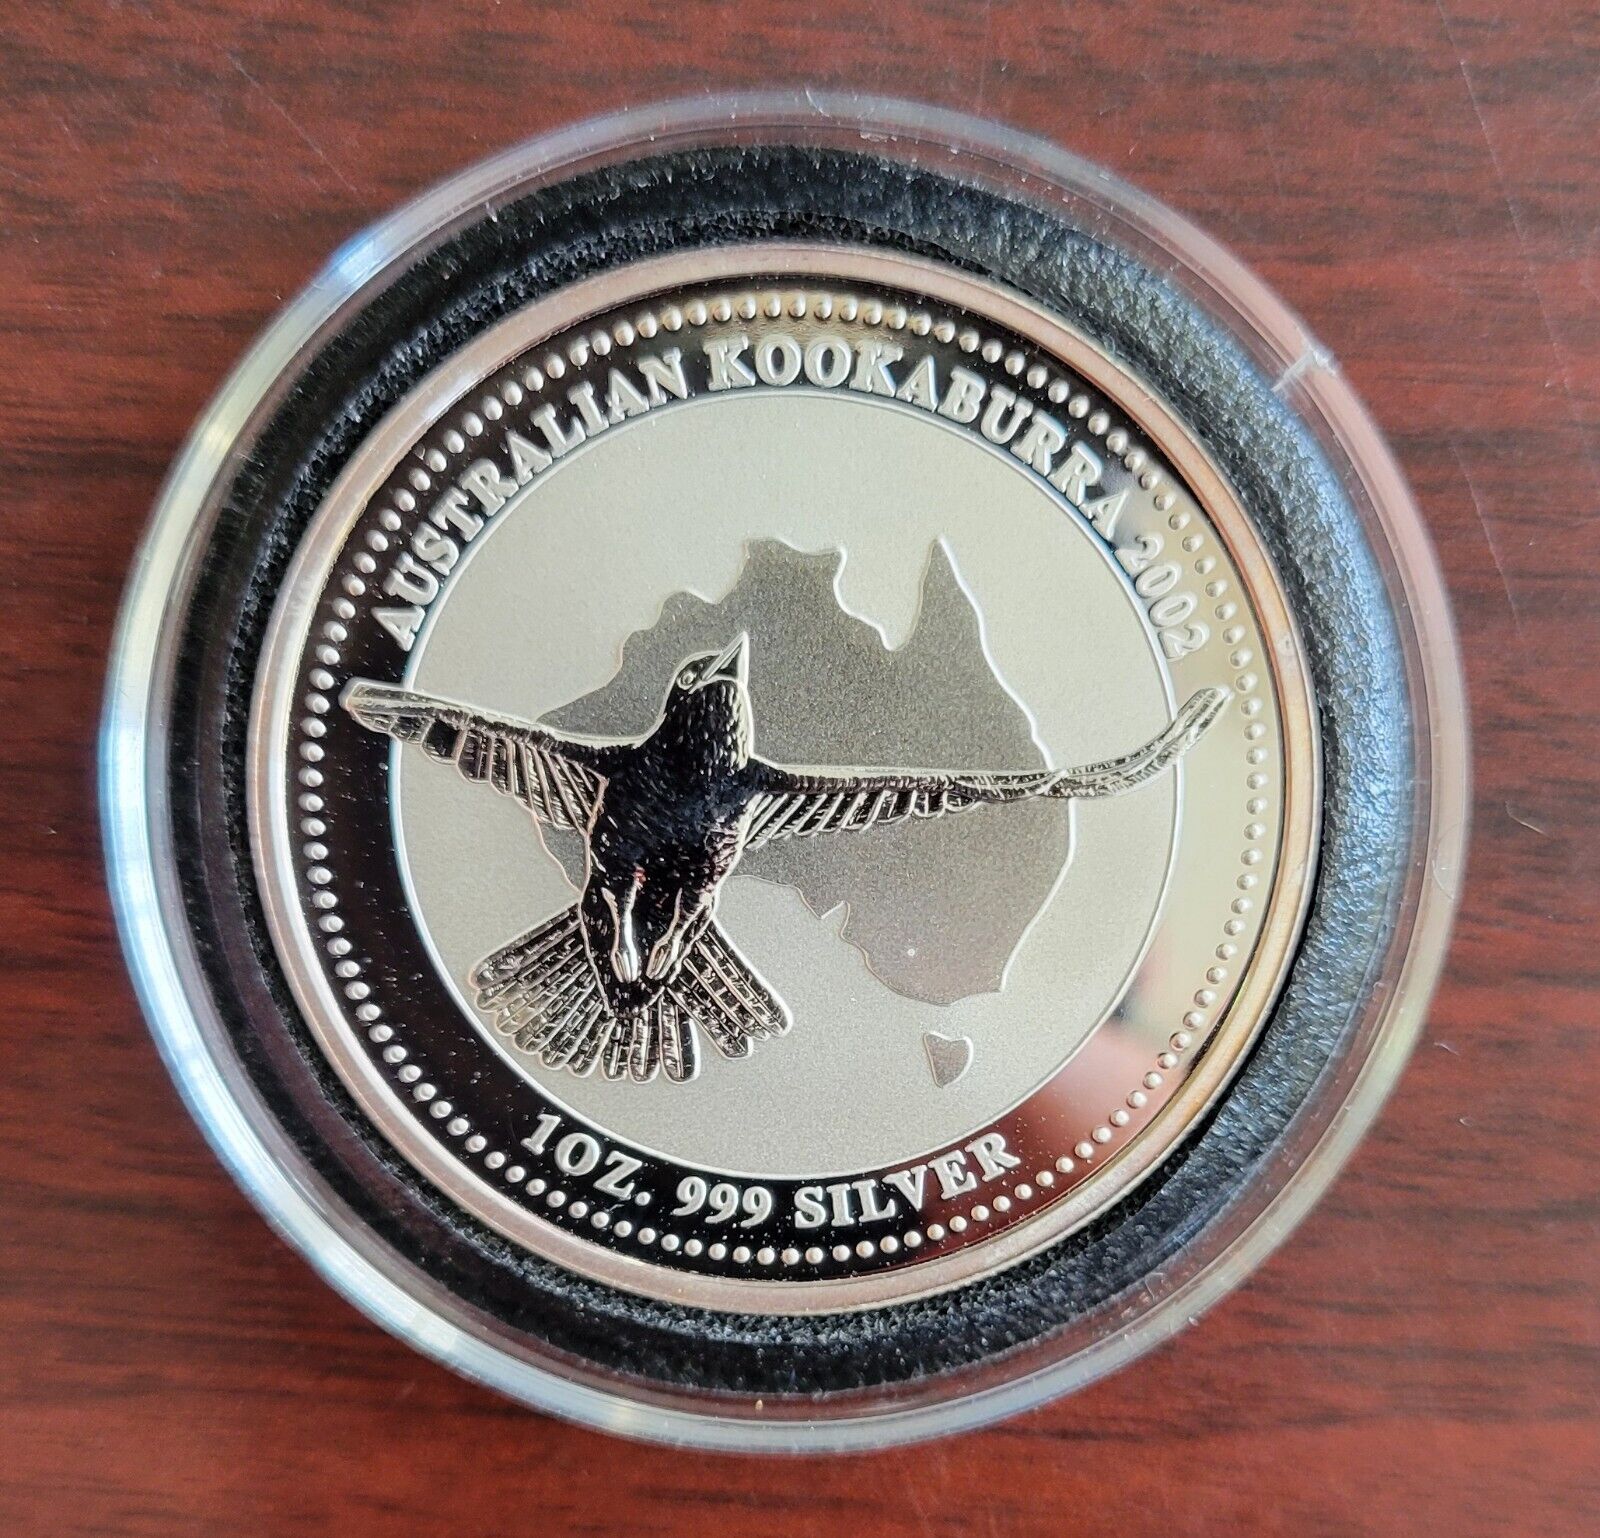 AUSTRALIAN KOOKABURRA 2002
1OZ. 999 SILVER